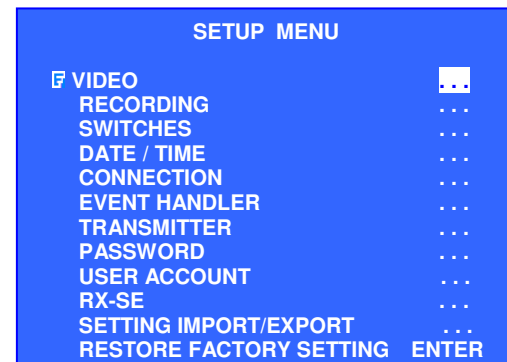 SETUP MENU
VIDEO ...
RECORDING ...
SWITCHES ...
DATE / TIME ...
CONNECTION ...
EVENT HANDLER ...
TRANSMITTER ...
PASSWORD ...
USER ACCOUNT ...
RX-SE ...
SETTING IMPORT/EXPORT ...
RESTORE FACTORY SETTING ENTER